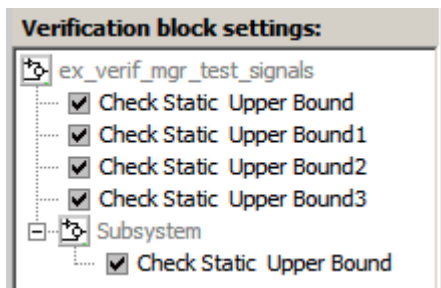 Verification block settings:
ex_verif_mgr_test_signals
Check Static Upper Bound
Check Static Upper Bound1
Check Static Upper Bound2
Check Static Upper Bound3
Subsystem
Check Static Upper Bound